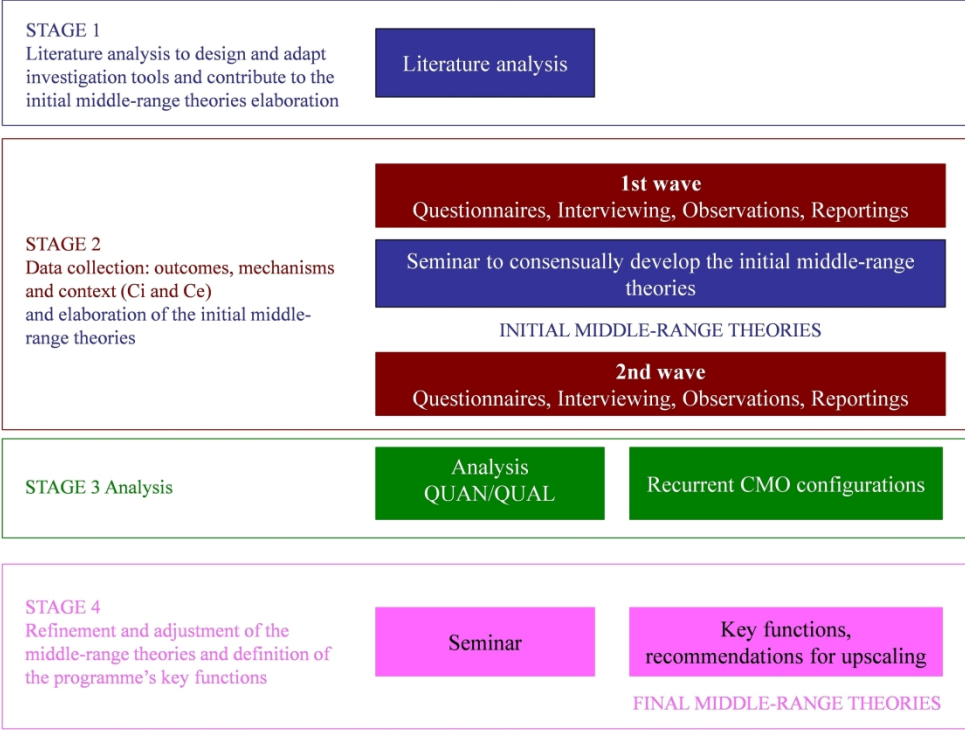 STAGE 1
Literature analysis to design and adapt
investigation tools and contribute to the
initial middle-range theories elaboration
Literature analysis
STAGE 2
Data collection: outcomes, mechanisms
and context (Ci and Ce)
and elaboration of the initial middle-
range theories
1st wave
Questionnaires, Interviewing, Observations, Reportings
Seminar to consensually develop the initial middle-range
theories
INITIAL MIDDLE-RANGE THEORIES
2nd wave
Questionnaires, Interviewing, Observations, Reportings
STAGE 3 Analysis
Analysis
QUAN/QUAL
Recurrent CMO configurations
STAGE 4
Refinement and adjustment of the
middle-range theories and definition of
the programme's key functions
Seminar
Key functions,
recommendations for upscaling
FINAL MIDDLE-RANGE THEORIES